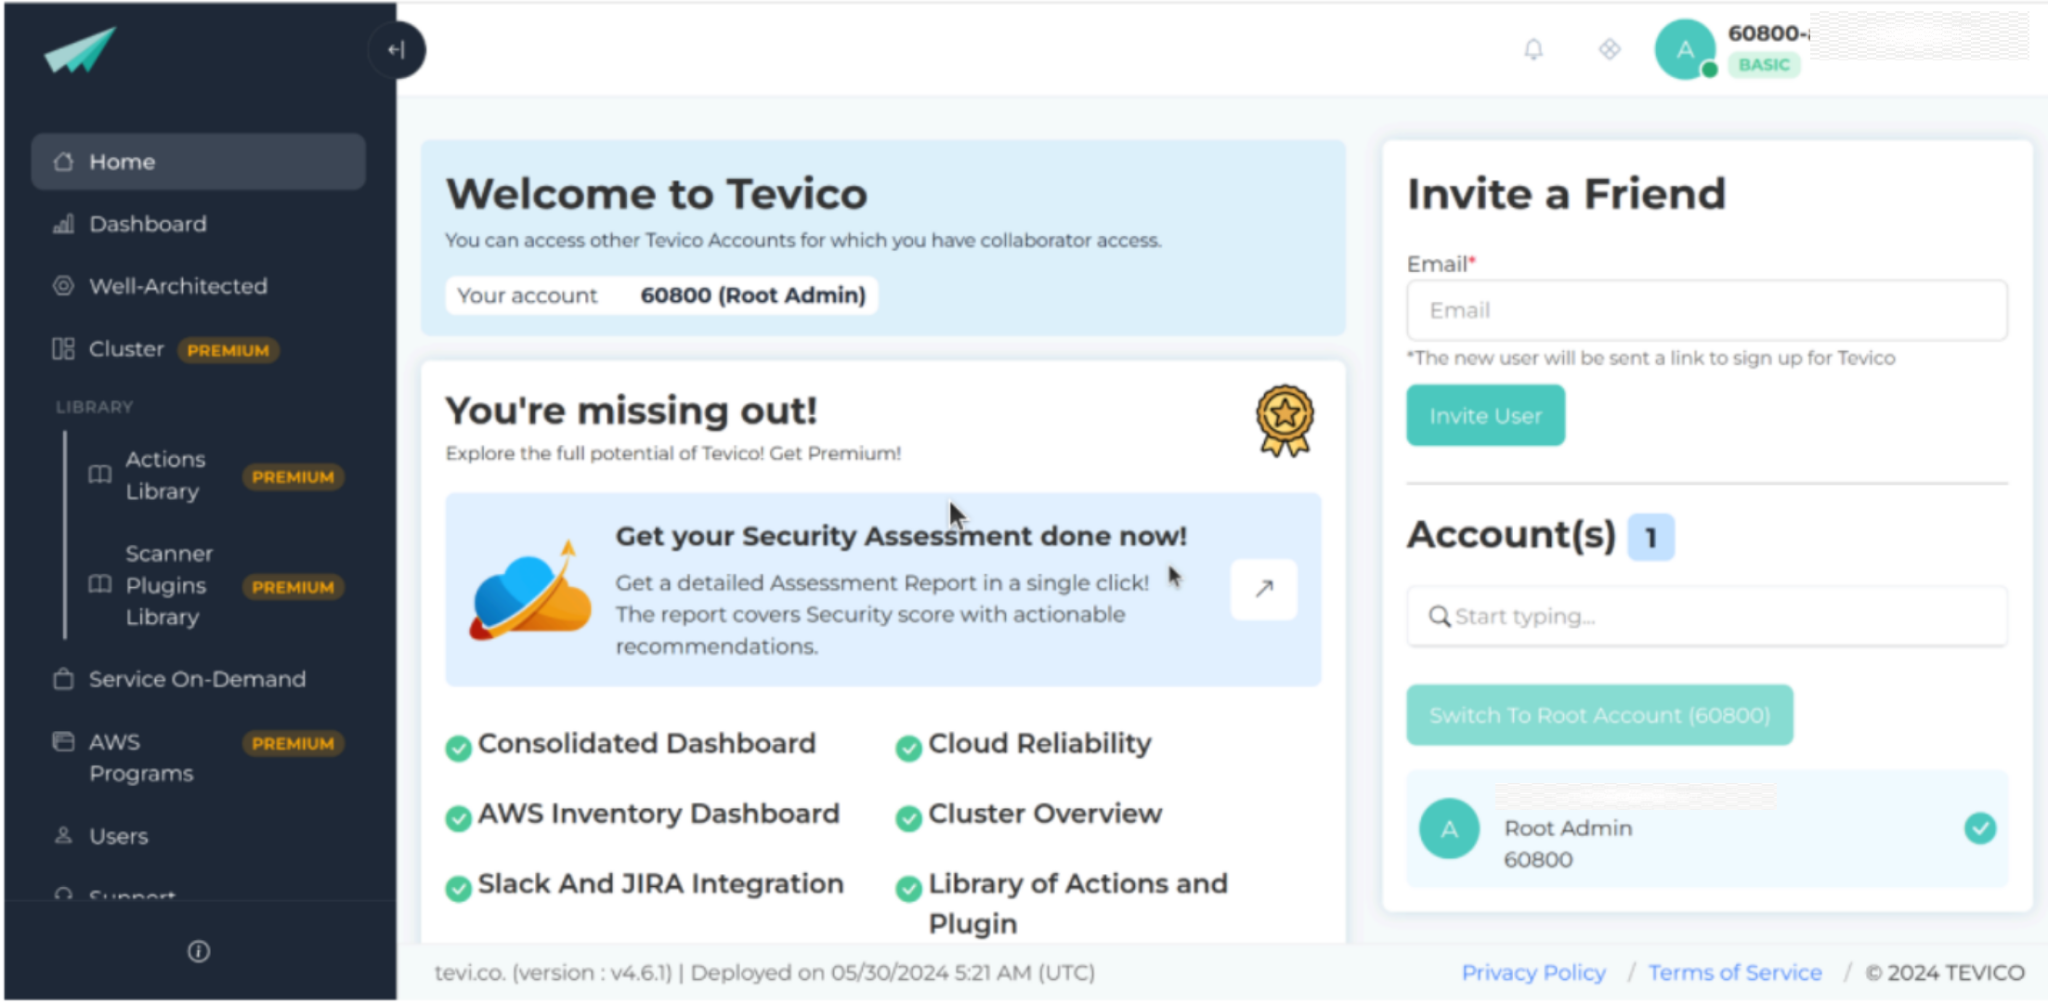 Home
Dashboard
Well-Architected
Cluster PREMIUM
LIBRARY
Actions
Library PREMIUM
Scanner
Plugins PREMIUM
Library
Service On-Demand
AWS PREMIUM
Programs
Users
Support
A
60800-
BASIC
Welcome to Tevico
You can access other Tevico Accounts for which you have collaborator access.
Your account 60800 (Root Admin)
You're missing out!
Explore the full potential of Tevico! Get Premium!
Get your Security Assessment done now!
Get a detailed Assessment Report in a single click!
The report covers Security score with actionable
recommendations.
Consolidated Dashboard
Cloud Reliability
AWS Inventory Dashboard
Cluster Overview
Slack And JIRA Integration
Library of Actions and
Plugin
Invite a Friend
Email*
Email
*The new user will be sent a link to sign up for Tevico
Invite User
Account(s) 1
Start typing...
Switch To Root Account (60800)
A
Root Admin
60800
tevi.co. (version : v4.6.1) | Deployed on 05/30/2024 5:21 AM (UTC)
Privacy Policy / Terms of Service / © 2024 TEVICO